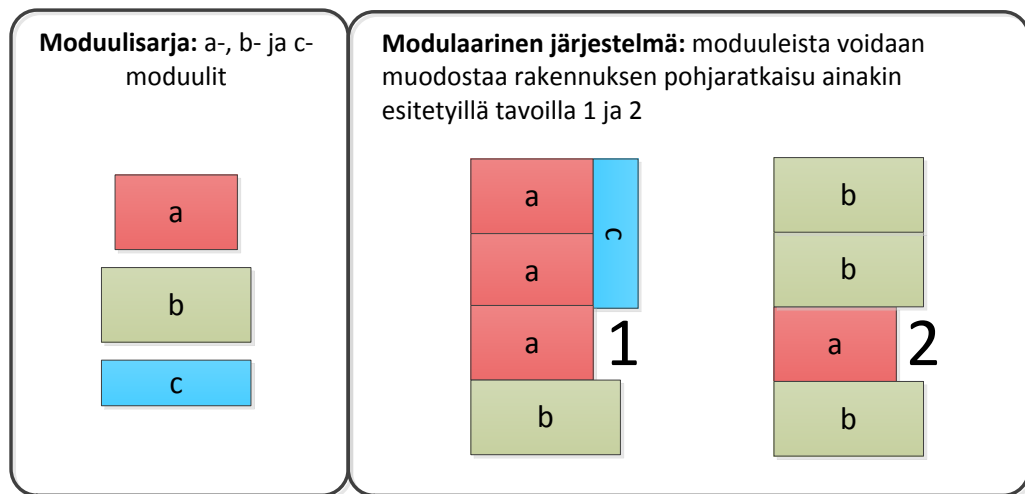 Moduulisarja: a-, b- ja c-
moduulit
a
b
c
Modulaarinen järjestelmä: moduuleista voidaan
muodostaa rakennuksen pohjaratkaisu ainakin
esitetyillä tavoilla 1 ja 2
a
c
a
a
1
b
b
b
a
2
b